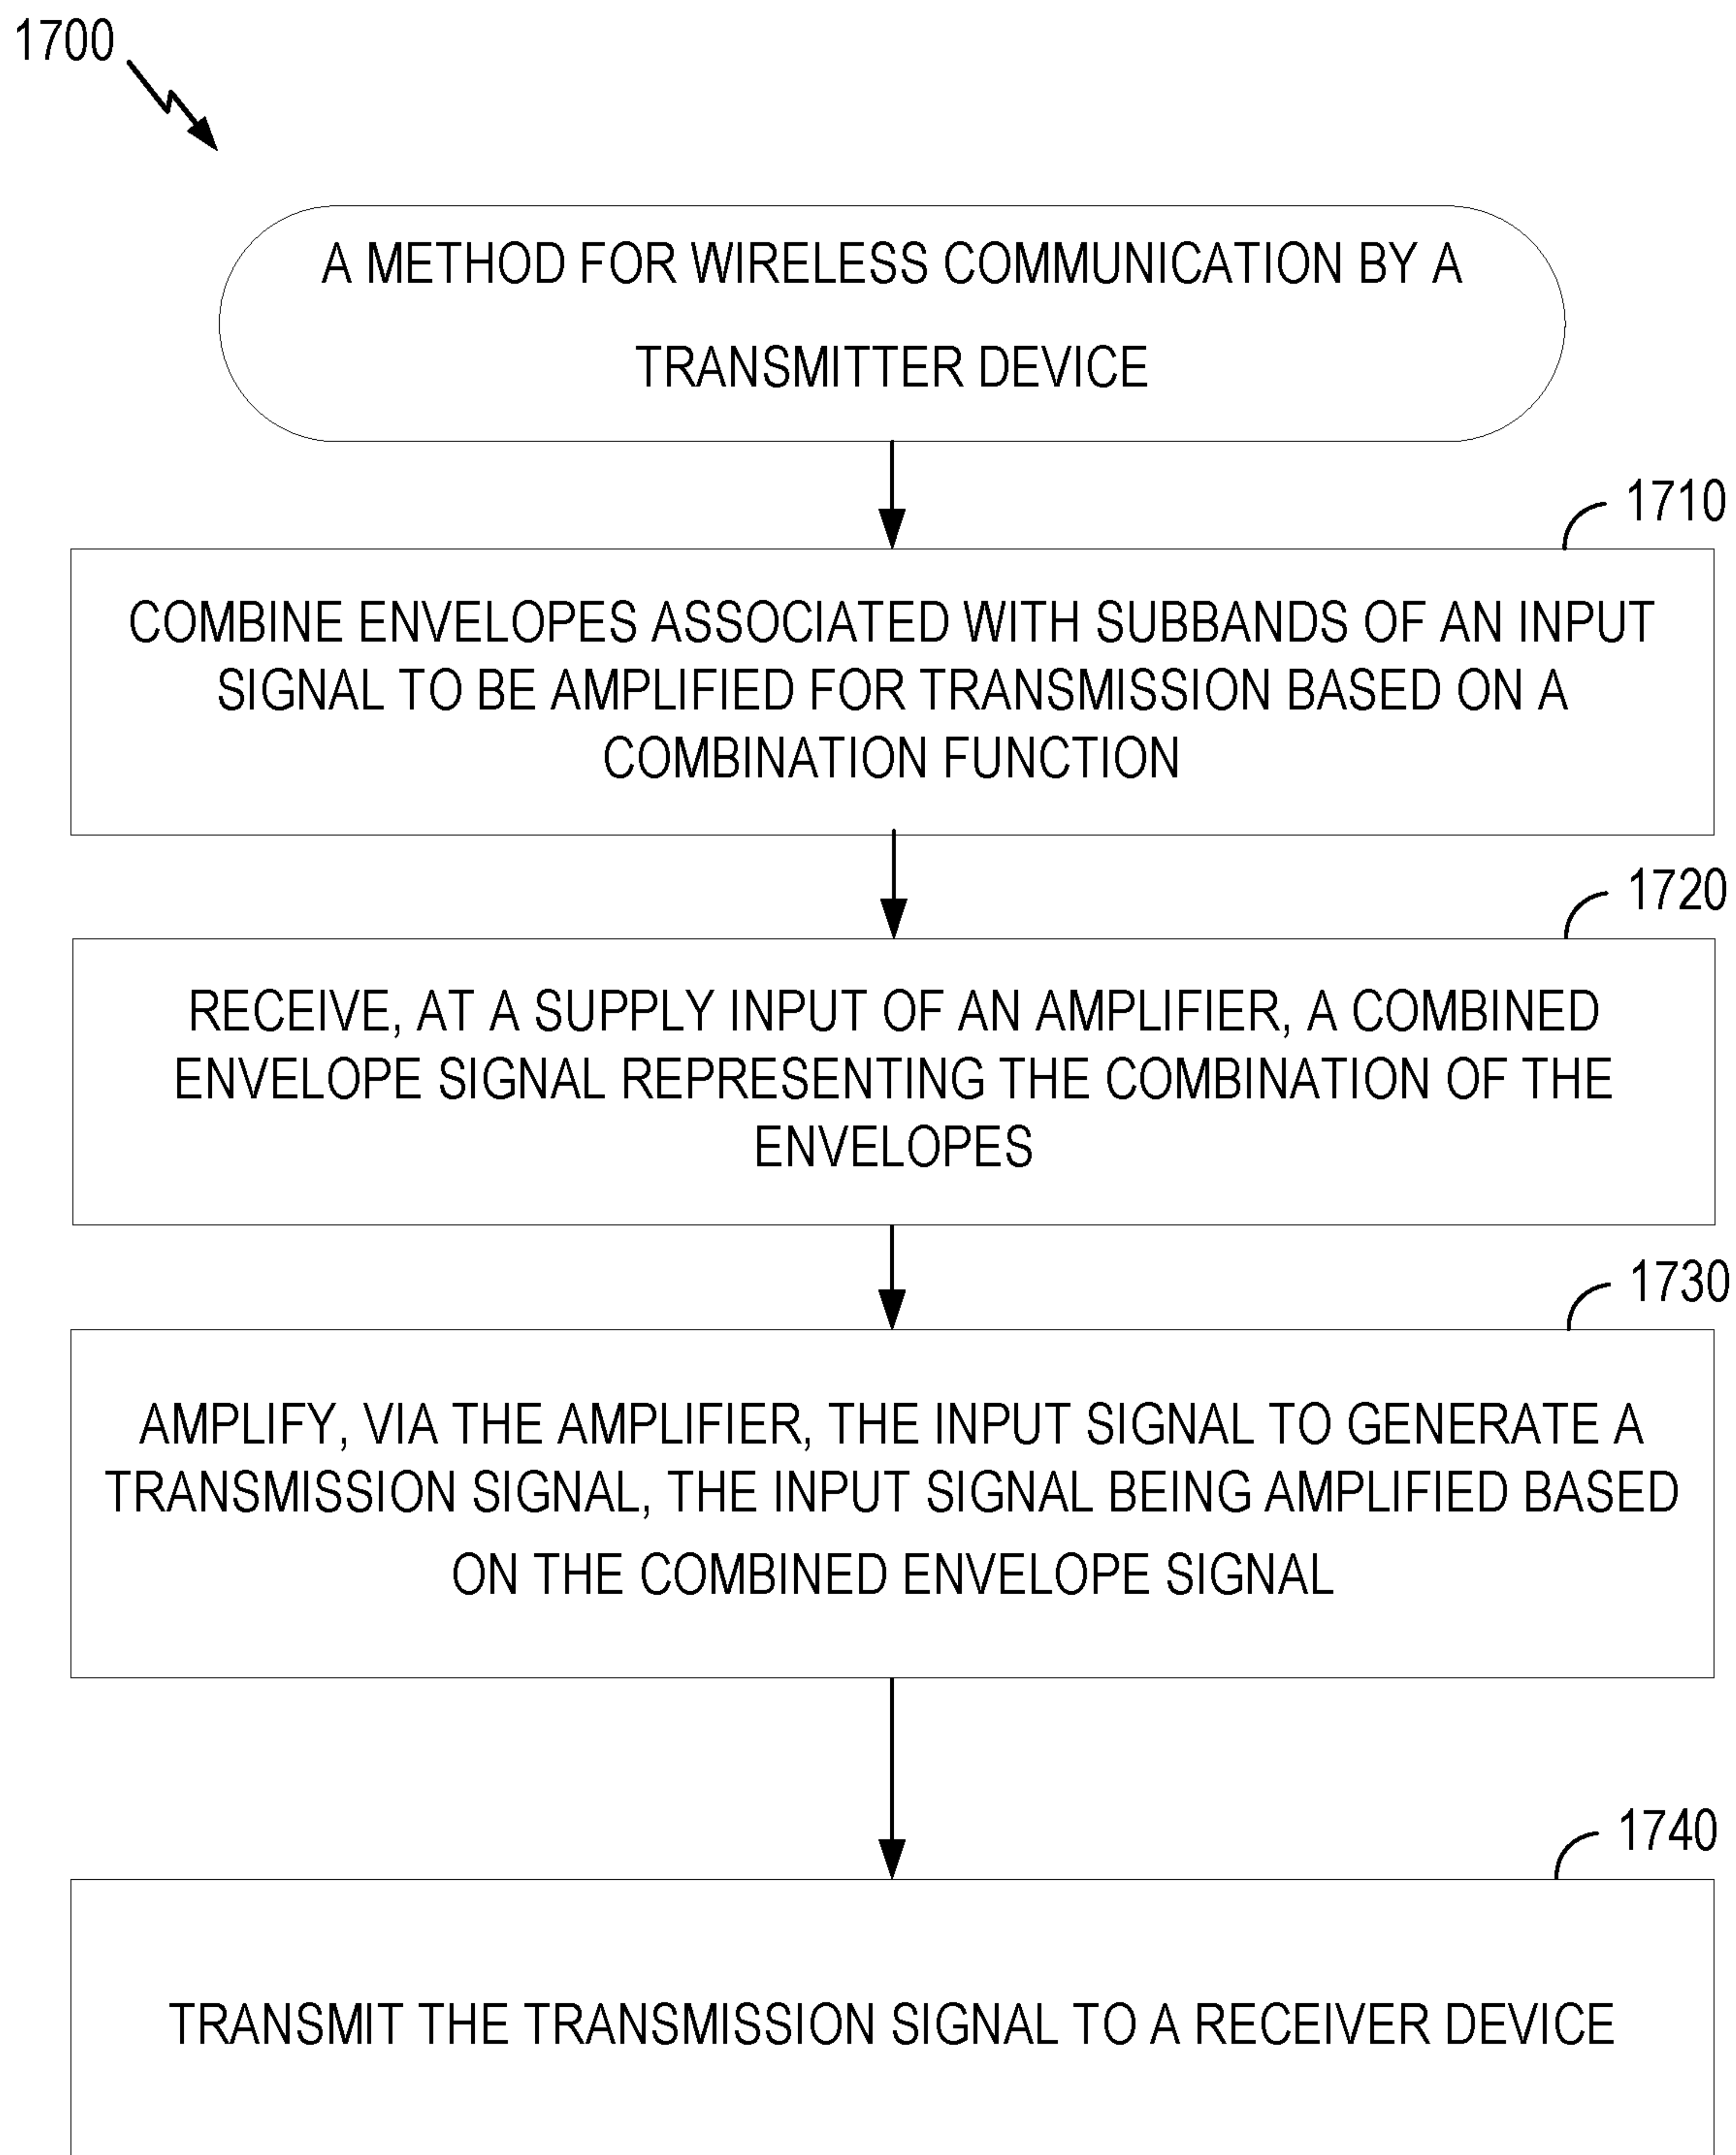 1700
A METHOD FOR WIRELESS COMMUNICATION BY A
TRANSMITTER DEVICE
1710
COMBINE ENVELOPES ASSOCIATED WITH SUBBANDS OF AN INPUT
SIGNAL TO BE AMPLIFIED FOR TRANSMISSION BASED ON A
COMBINATION FUNCTION
1720
RECEIVE, AT A SUPPLY INPUT OF AN AMPLIFIER, A COMBINED
ENVELOPE SIGNAL REPRESENTING THE COMBINATION OF THE
ENVELOPES
1730
AMPLIFY, VIA THE AMPLIFIER, THE INPUT SIGNAL TO GENERATE A
TRANSMISSION SIGNAL, THE INPUT SIGNAL BEING AMPLIFIED BASED
ON THE COMBINED ENVELOPE SIGNAL
1740
TRANSMIT THE TRANSMISSION SIGNAL TO A RECEIVER DEVICE